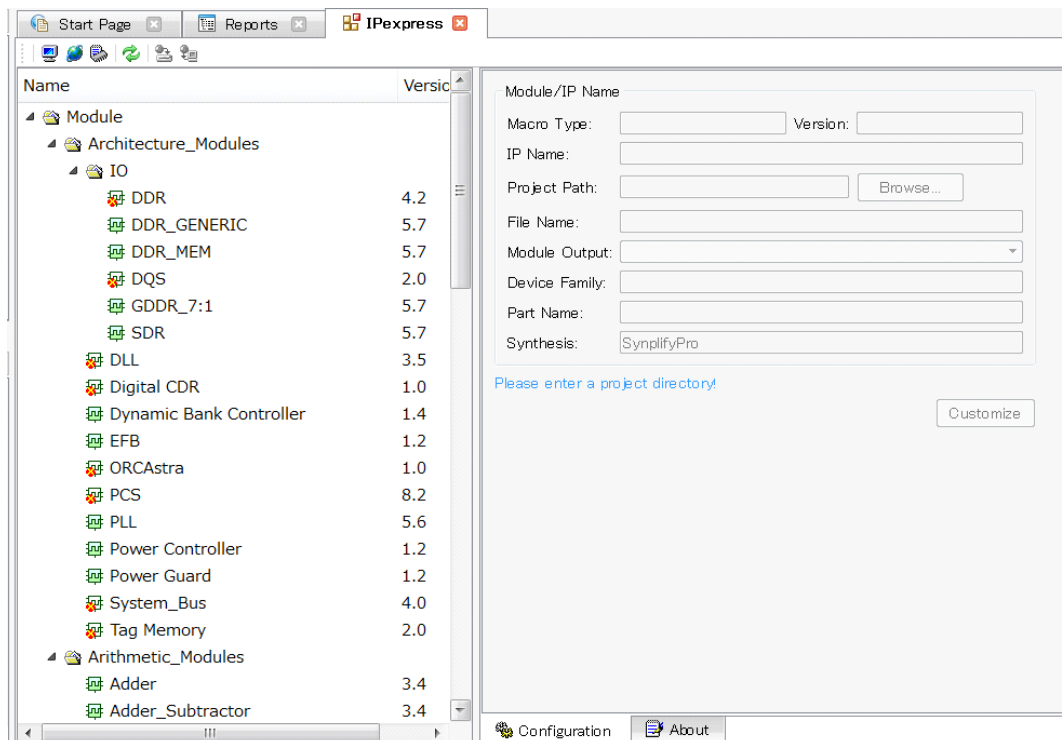 Start Page
Reports
IPexpress
Name Versio
Module
Architecture_Modules
IO
DDR 4.2
DDR_GENERIC 5.7
DDR_MEM 5.7
DQS 2.0
GDDR_7:1 5.7
SDR 5.7
DLL 3.5
Digital CDR 1.0
Dynamic Bank Controller 1.4
EFB 1.2
ORCAstra 1.0
PCS 8.2
PLL 5.6
Power Controller 1.2
Power Guard 1.2
System_Bus 4.0
Tag Memory 2.0
Arithmetic_Modules
Adder 3.4
Adder_Subtractor 3.4
Module/IP Name
Macro Type: Version:
IP Name:
Project Path: Browse...
File Name:
Module Output:
Device Family:
Part Name:
Synthesis: SynplifyPro
Please enter a project directory!
Customize
Configuration About